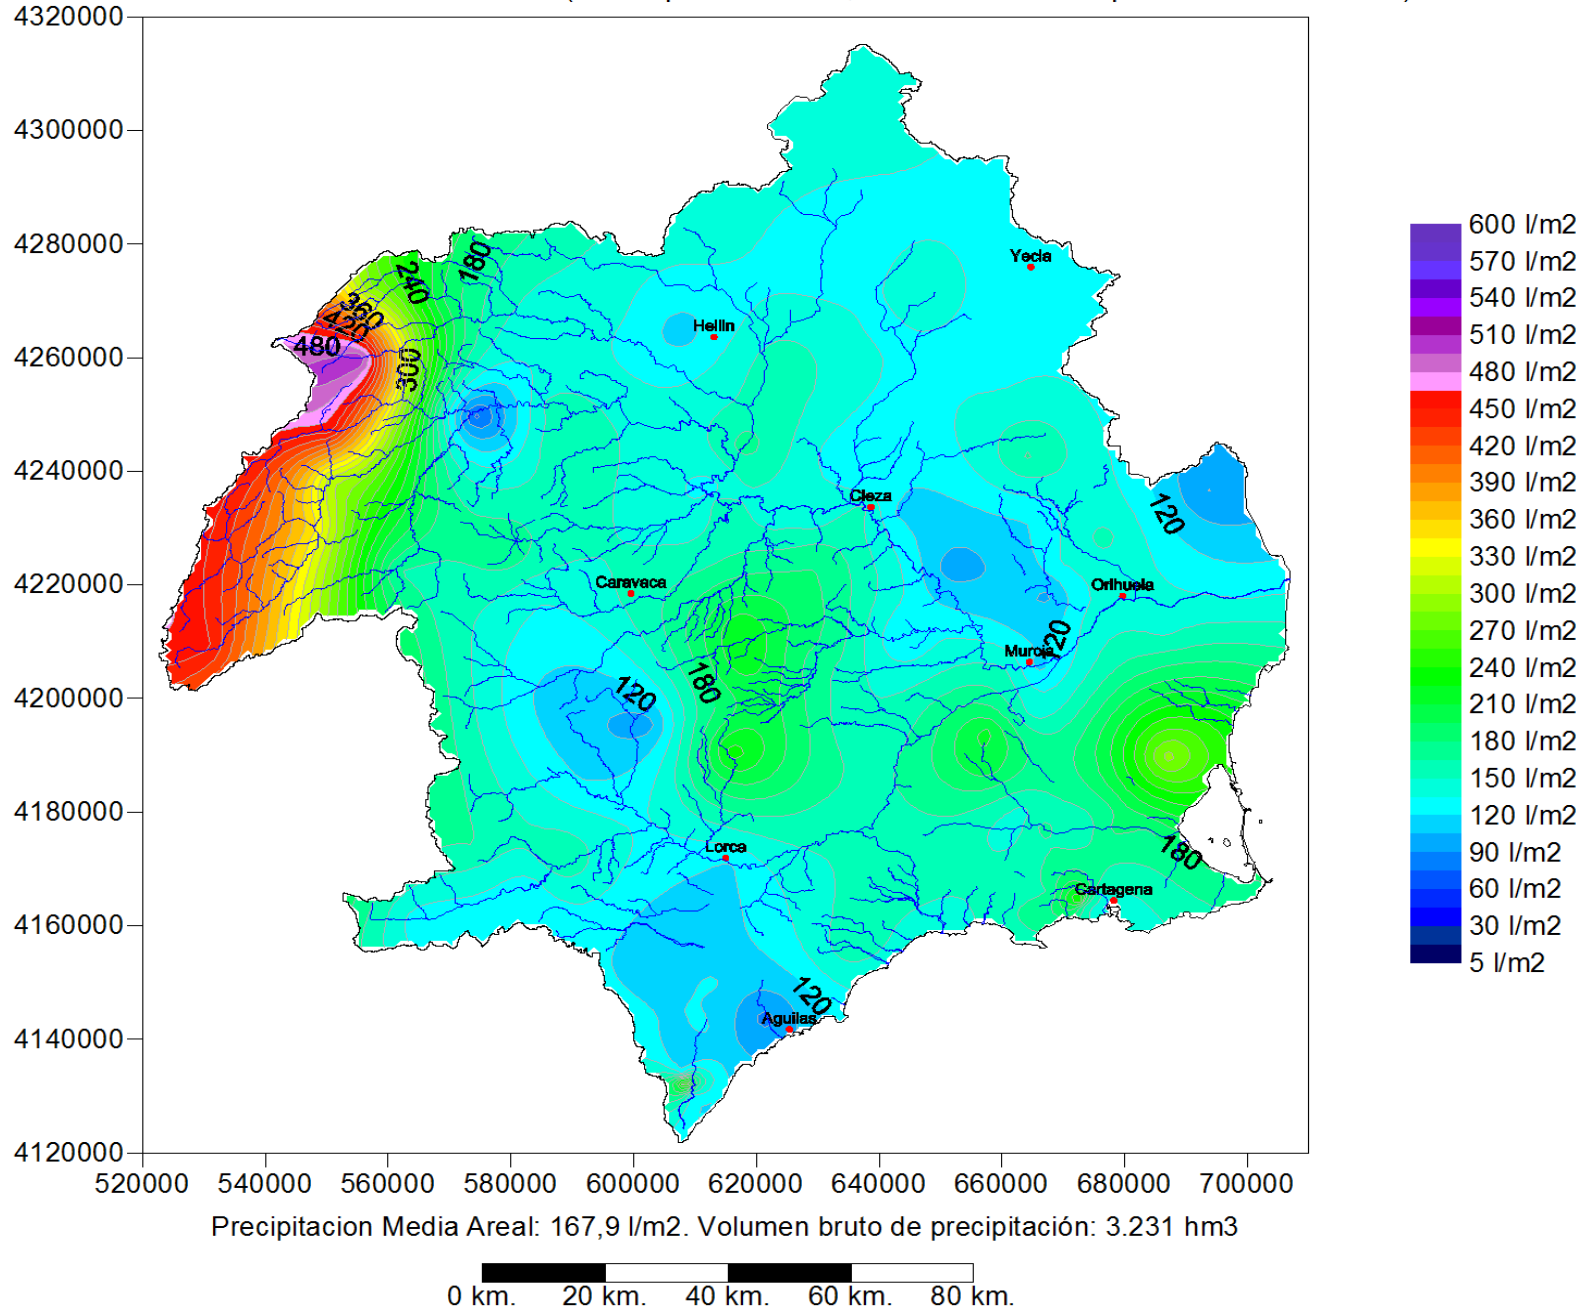 4320000
4300000
4280000
4260000
4240000
4220000
4200000
4180000
4160000
4140000
4120000
520000 540000 560000 580000 600000 620000 640000 660000 680000 700000
Yecla
180
240
360
420
480
300
Hellin
Cieza
120
Caravaca
Orihuela
120
Murcia
180
120
Lorca
180
Cartagena
120
Aguilas
600 l/m2
570 l/m2
540 l/m2
510 l/m2
480 l/m2
450 l/m2
420 l/m2
390 l/m2
360 l/m2
330 l/m2
300 l/m2
270 l/m2
240 l/m2
210 l/m2
180 l/m2
150 l/m2
120 l/m2
90 l/m2
60 l/m2
30 l/m2
5 l/m2
Precipitacion Media Areal: 167,9 l/m2. Volumen bruto de precipitación: 3.231 hm3
0 km. 20 km. 40 km. 60 km. 80 km.